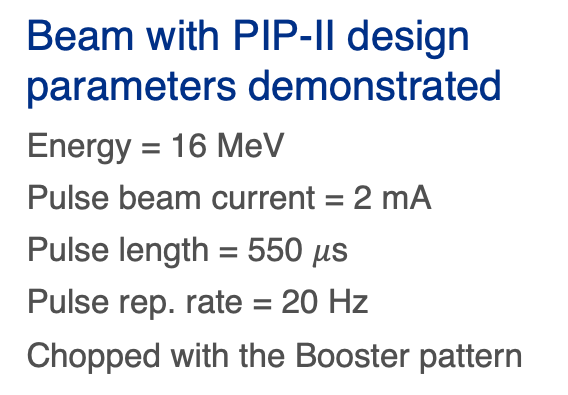 Beam with PIP-II design
parameters demonstrated
Energy = 16 MeV
Pulse beam current = 2 mA
Pulse length = 550 μs
Pulse rep. rate = 20 Hz
Chopped with the Booster pattern